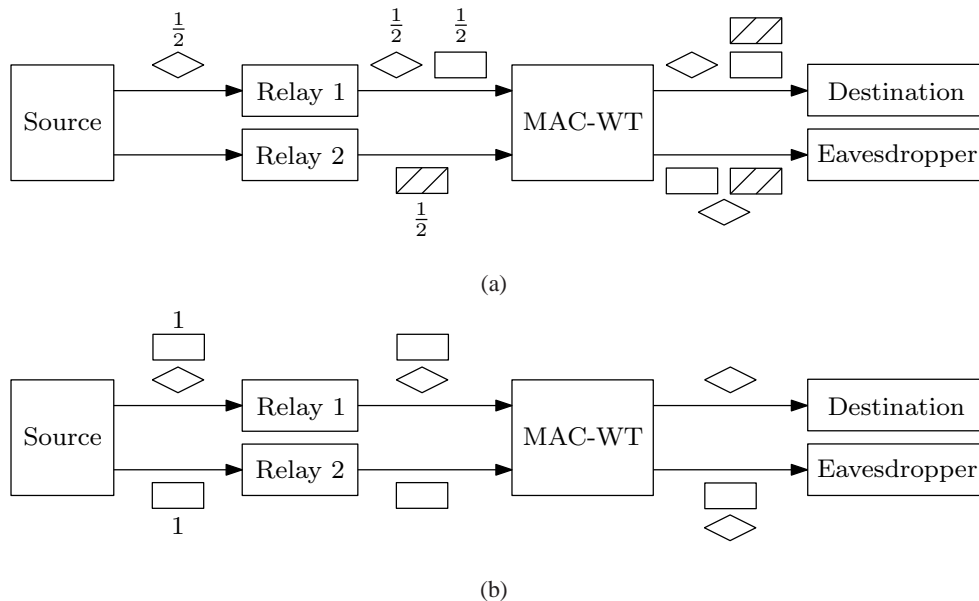 1/2
1/2 1/2
Source
Relay 1
Relay 2
MAC-WT
Destination
Eavesdropper
1/2
(a)
1
Source
Relay 1
Relay 2
MAC-WT
Destination
Eavesdropper
1
(b)